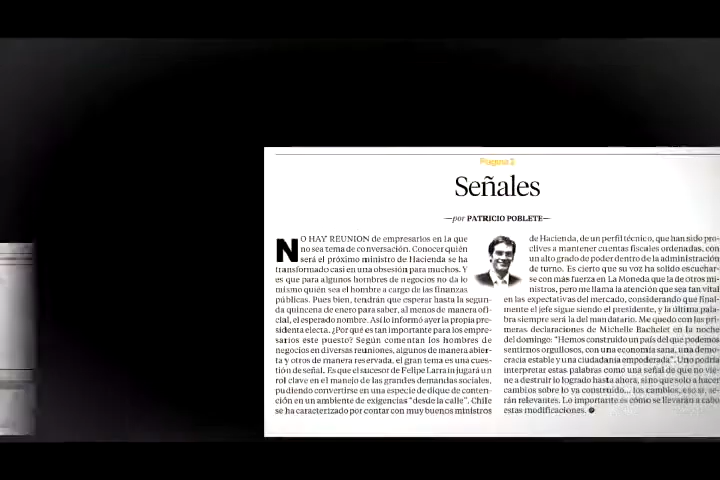 Página 2
Señales
—por PATRICIO POBLETE—
NO HAY REUNION de empresarios en la que
no sea tema de conversación. Conocer quién
será el próximo ministro de Hacienda se ha
transformado casi en una obsesión para muchos. Y
es que para algunos hombres de negocios no da lo
mismo quién sea el hombre a cargo de las finanzas
públicas. Pues bien, tendrán que esperar hasta la segun-
da quincena de enero para saber, al menos de manera ofi-
cial, el esperado nombre. Así lo informó ayer la propia pre-
sidenta electa. ¿Por qué es tan importante para los empre-
sarios este puesto? Según comentan los hombres de
negocios en diversas reuniones, algunos de manera abier-
ta y otros de manera reservada, el gran tema es una cues-
tión de señal. Es que el sucesor de Felipe Larraín jugará un
rol clave en el manejo de las grandes demandas sociales,
pudiendo convertirse en una especie de dique de conten-
ción en un ambiente de exigencias "desde la calle". Chile
se ha caracterizado por contar con muy buenos ministros
de Hacienda, de un perfil técnico, que han sido pro-
clives a mantener cuentas fiscales ordenadas, con
un alto grado de poder dentro de la administración
de turno. Es cierto que su voz ha solido escuchar-
se con más fuerza en La Moneda que la de otros mi-
nistros, pero me llama la atención que sea tan vital
en las expectativas del mercado, considerando que final-
mente el jefe sigue siendo el presidente, y la última pala-
bra siempre será la del mandatario. Me quedo con las pri-
meras declaraciones de Michelle Bachelet en la noche
del domingo: "Hemos construido un país del que podemos
sentirnos orgullosos, con una economía sana, una demo-
cracia estable y una ciudadanía empoderada". Uno podría
interpretar estas palabras como una señal de que no vie-
ne a destruir lo logrado hasta ahora, sino que solo a hacer
cambios sobre lo ya construido... los cambios, eso sí, se-
rán relevantes. Lo importante es cómo se llevarán a cabo
estas modificaciones.